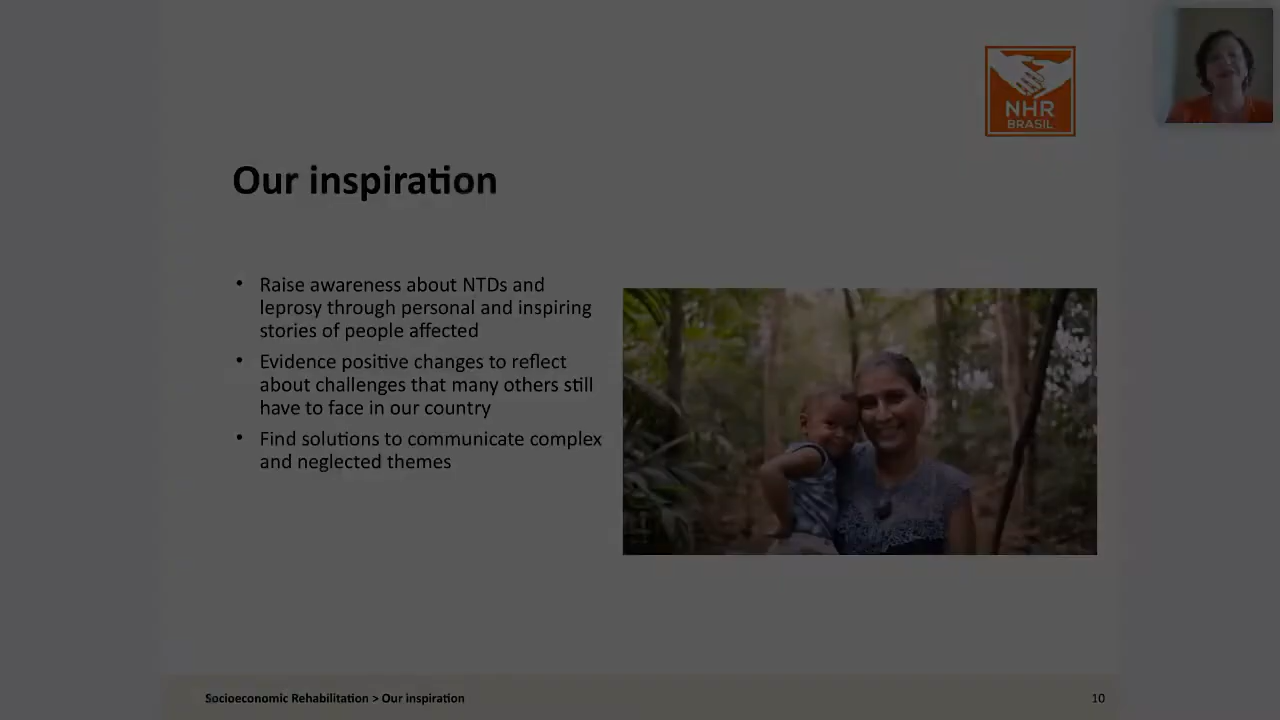 NHR
BRASIL
Our inspiration
• Raise awareness about NTDs and
leprosy through personal and inspiring
stories of people affected
• Evidence positive changes to reflect
about challenges that many others still
have to face in our country
• Find solutions to communicate complex
and neglected themes
Socioeconomic Rehabilitation > Our inspiration
10